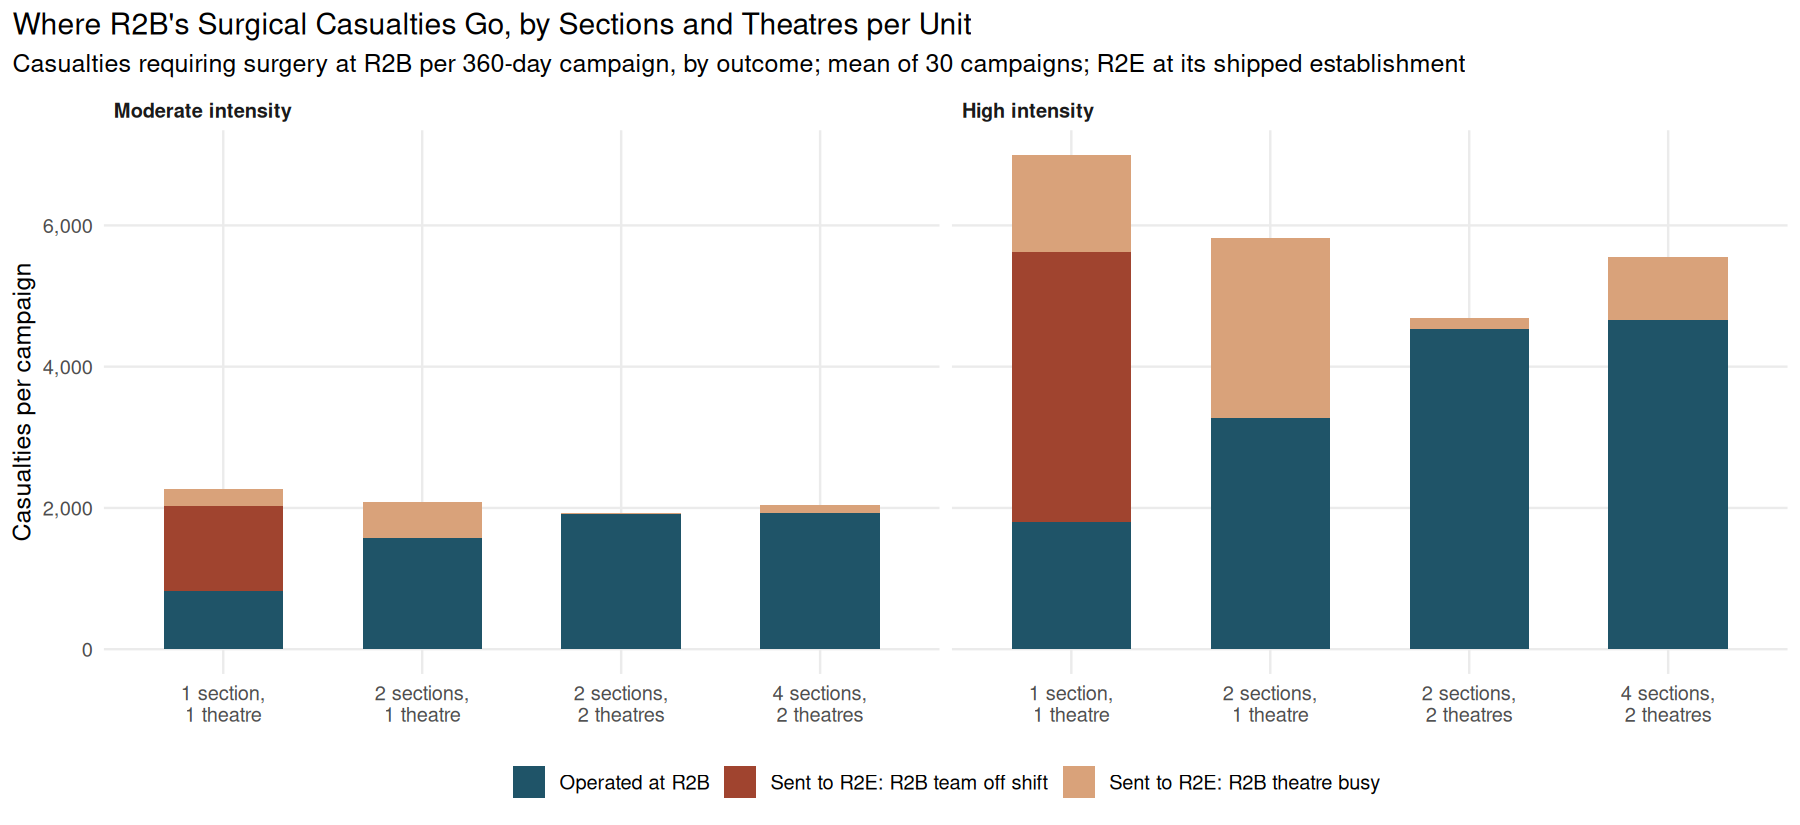 Where R2B's Surgical Casualties Go, by Sections and Theatres per Unit
Casualties requiring surgery at R2B per 360-day campaign, by outcome; mean of 30 campaigns; R2E at its shipped establishment
Moderate intensity
High intensity
Casualties per campaign
6,000
4,000
2,000
0
1 section,
1 theatre
2 sections,
1 theatre
2 sections,
2 theatres
4 sections,
2 theatres
1 section,
1 theatre
2 sections,
1 theatre
2 sections,
2 theatres
4 sections,
2 theatres
Operated at R2B
Sent to R2E: R2B team off shift
Sent to R2E: R2B theatre busy